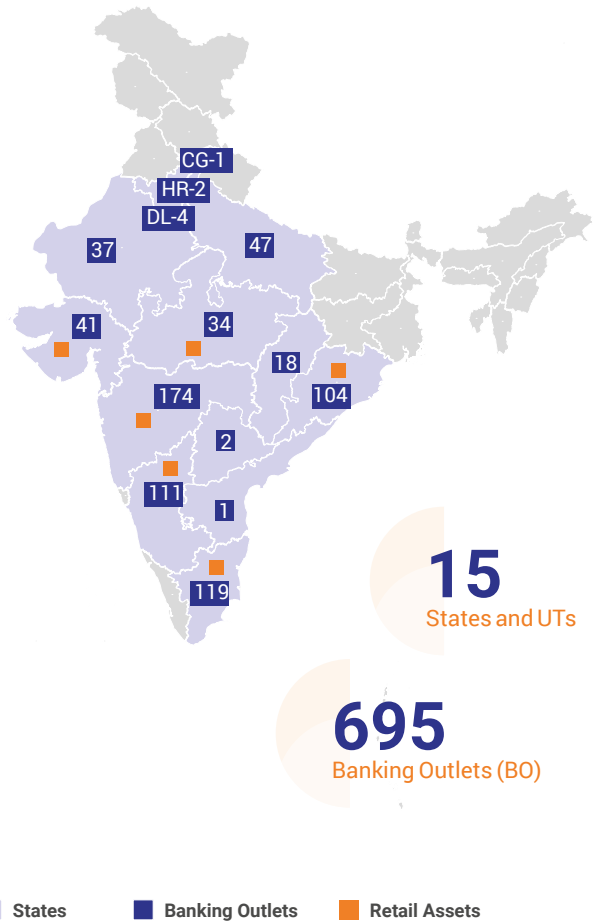 CG-1
HR-2
DL-4
37
47
41
34
18
174
104
2
111
1
119
15
States and UTs
695
Banking Outlets (BO)
States
Banking Outlets
Retail Assets